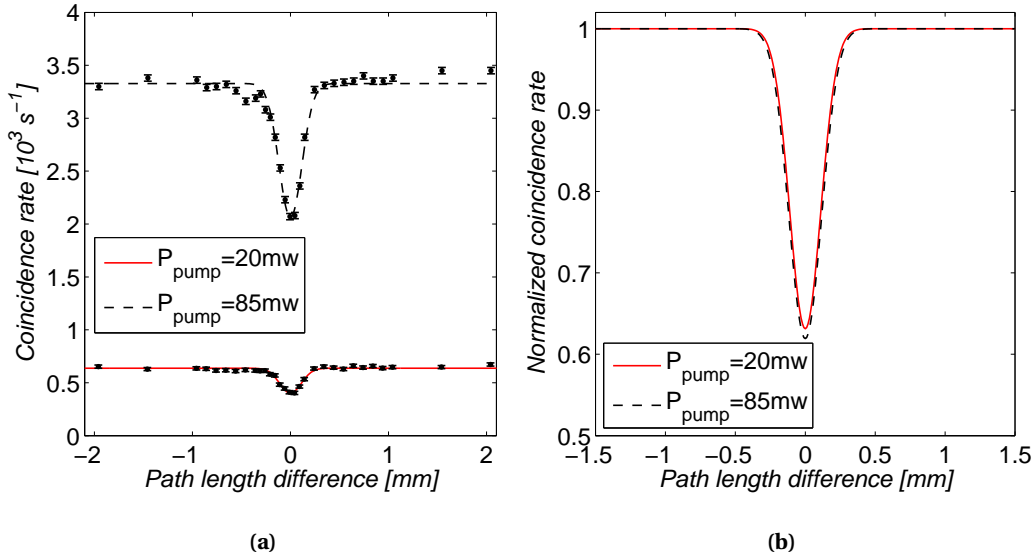 4
3.5
3
2.5
2
1.5
1
0.5
0
Coincidence rate [10³ s⁻¹]
P_pump=20mw
P_pump=85mw
−2 −1 0 1 2
Path length difference [mm]
(a)
1
0.9
0.8
0.7
0.6
0.5
Normalized coincidence rate
P_pump=20mw
P_pump=85mw
−1.5 −1 −0.5 0 0.5 1 1.5
Path length difference [mm]
(b)